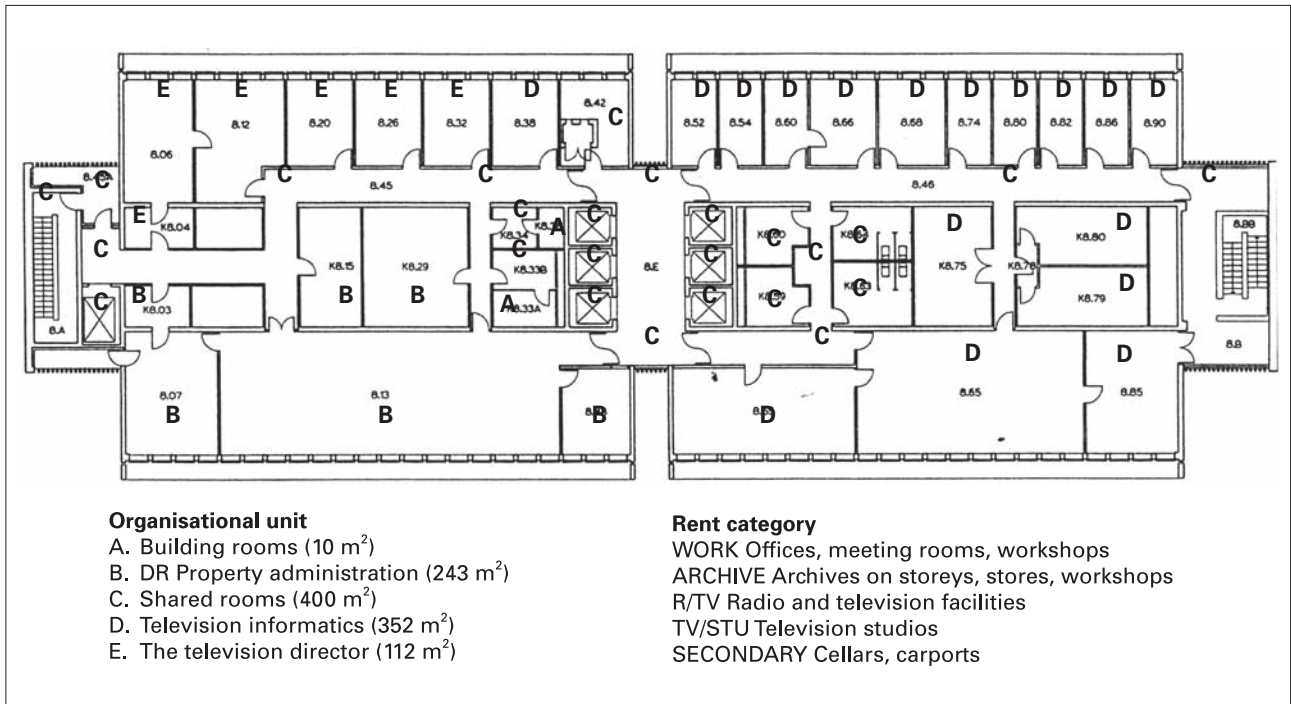 E E E E E D D D D D D D D D D D
8.12 8.20 8.26 8.32 8.38 8.42 C 8.52 8.54 8.60 8.66 8.68 8.74 8.80 8.82 8.86 8.90
8.06
C C C C C C C
C 8.45 8.46
E C C C D D
K8.04 K8.34 A K8.80
C C C C C C
C K8.15 K8.29 K8.33B C 8.E C K8.75 K8.78
B B B A C C C C D
C K8.03 K8.33A K8.79
8.BB
8.A C C D D 8.B
8.07 8.13 8.65 8.85
B B B D
Organisational unit
A. Building rooms (10 m²)
B. DR Property administration (243 m²)
C. Shared rooms (400 m²)
D. Television informatics (352 m²)
E. The television director (112 m²)
Rent category
WORK Offices, meeting rooms, workshops
ARCHIVE Archives on storeys, stores, workshops
R/TV Radio and television facilities
TV/STU Television studios
SECONDARY Cellars, carports